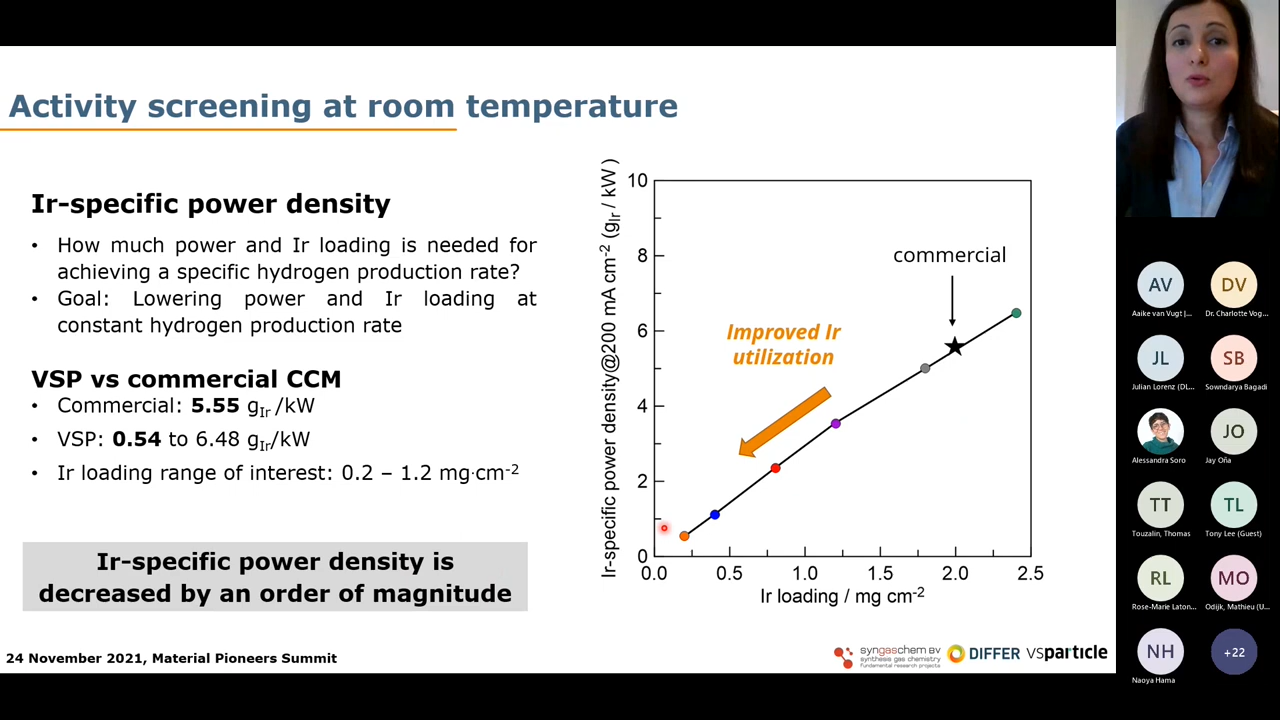 Activity screening at room temperature
Ir-specific power density
• How much power and Ir loading is needed for
achieving a specific hydrogen production rate?
• Goal: Lowering power and Ir loading at
constant hydrogen production rate
VSP vs commercial CCM
• Commercial: 5.55 gIr /kW
• VSP: 0.54 to 6.48 gIr/kW
• Ir loading range of interest: 0.2 – 1.2 mg·cm-2
Ir-specific power density is
decreased by an order of magnitude
Ir-specific power density@200 mA cm-2 (gIr / kW)
10
8
6
4
2
0
commercial
Improved Ir
utilization
0.0 0.5 1.0 1.5 2.0 2.5
Ir loading / mg cm-2
24 November 2021, Material Pioneers Summit
syngaschem BV
synthesis gas chemistry
fundamental research projects
DIFFER
VSPARTICLE
AV
DV
Aaike van Vugt |...
Dr. Charlotte Vog...
JL
SB
Julian Lorenz (DL...
Sowndarya Bagadi
JO
Alessandra Soro
Jay Oña
TT
TL
Touzalin, Thomas
Tony Lee (Guest)
RL
MO
Rose-Marie Laton...
Odijk, Mathieu (U...
NH
+22
Naoya Hama